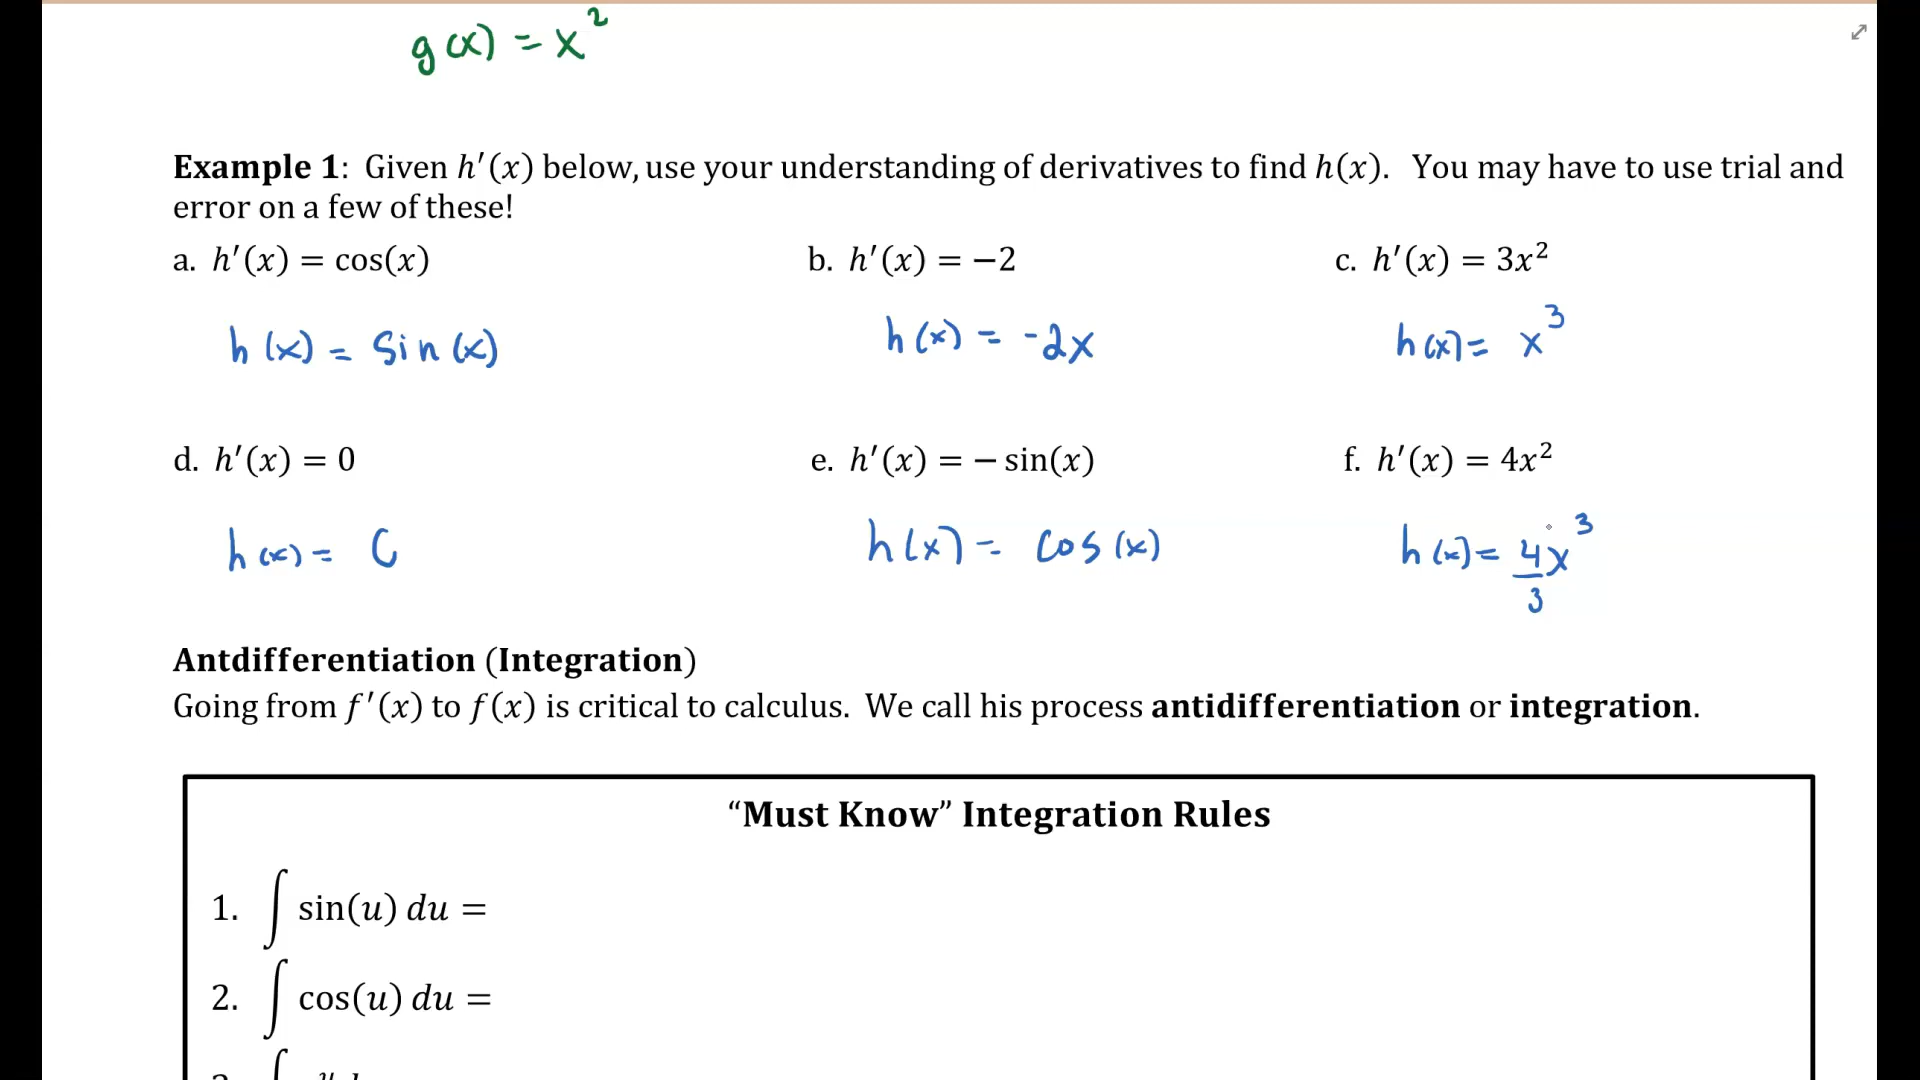 g(x) = x²
Example 1: Given h′(x) below, use your understanding of derivatives to find h(x). You may have to use trial and
error on a few of these!
a. h′(x) = cos(x) b. h′(x) = −2 c. h′(x) = 3x²
h(x) = sin(x) h(x) = -2x h(x) = x³
d. h′(x) = 0 e. h′(x) = − sin(x) f. h′(x) = 4x²
h(x) = C h(x) = cos(x) h(x) = 4/3 x³
Antdifferentiation (Integration)
Going from f′(x) to f(x) is critical to calculus. We call his process antidifferentiation or integration.
“Must Know” Integration Rules
1. ∫ sin(u) du =
2. ∫ cos(u) du =